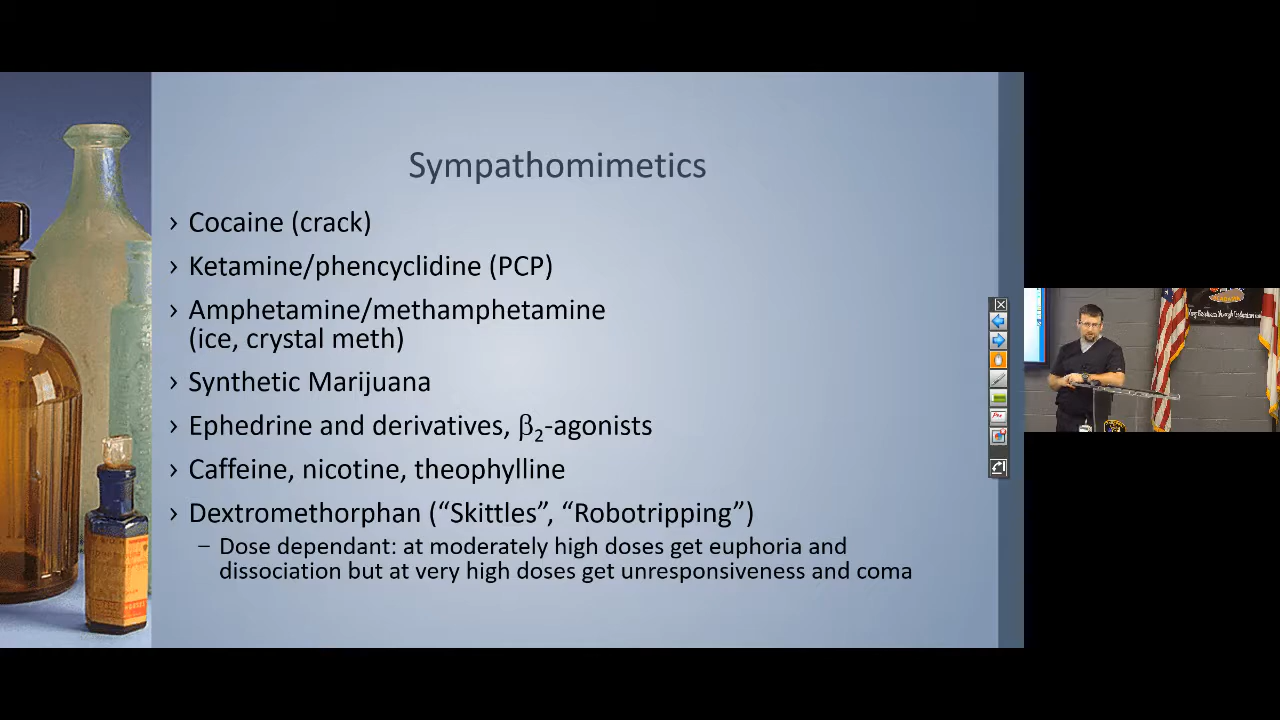 Sympathomimetics
› Cocaine (crack)
› Ketamine/phencyclidine (PCP)
› Amphetamine/methamphetamine
(ice, crystal meth)
› Synthetic Marijuana
› Ephedrine and derivatives, β₂-agonists
› Caffeine, nicotine, theophylline
› Dextromethorphan (“Skittles”, “Robotripping”)
– Dose dependant: at moderately high doses get euphoria and
dissociation but at very high doses get unresponsiveness and coma